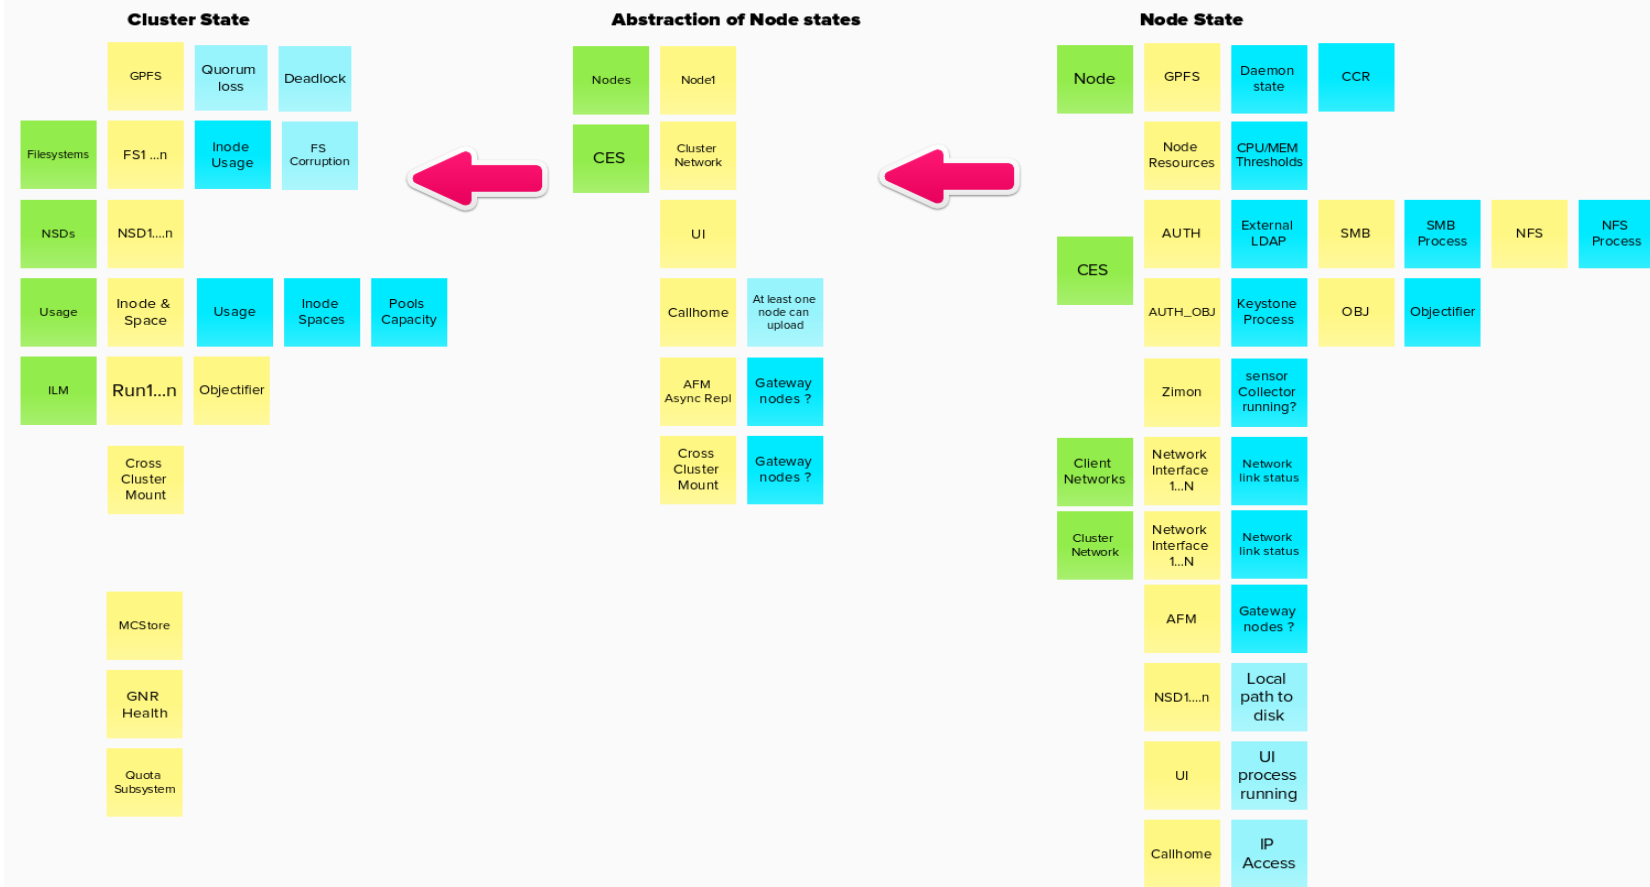 Cluster State
GPFS
Quorum
loss
Deadlock
Filesystems
FS1 ...n
Inode
Usage
FS
Corruption
NSDs
NSD1....n
Usage
Inode &
Space
Usage
Inode
Spaces
Pools
Capacity
ILM
Run1...n
Objectifier
Cross
Cluster
Mount
MCStore
GNR
Health
Quota
Subsystem
Abstraction of Node states
Nodes
Node1
CES
Cluster
Network
UI
Callhome
At least one
node can
upload
AFM
Async Repl
Gateway
nodes ?
Cross
Cluster
Mount
Gateway
nodes ?
Node State
Node
GPFS
Daemon
state
CCR
Node
Resources
CPU/MEM
Thresholds
CES
AUTH
External
LDAP
SMB
SMB
Process
NFS
NFS
Process
AUTH_OBJ
Keystone
Process
OBJ
Objectifier
Zimon
sensor
Collector
running?
Client
Networks
Network
Interface
1...N
Network
link status
Cluster
Network
Network
Interface
1...N
Network
link status
AFM
Gateway
nodes ?
NSD1....n
Local
path to
disk
UI
UI
process
running
Callhome
IP
Access